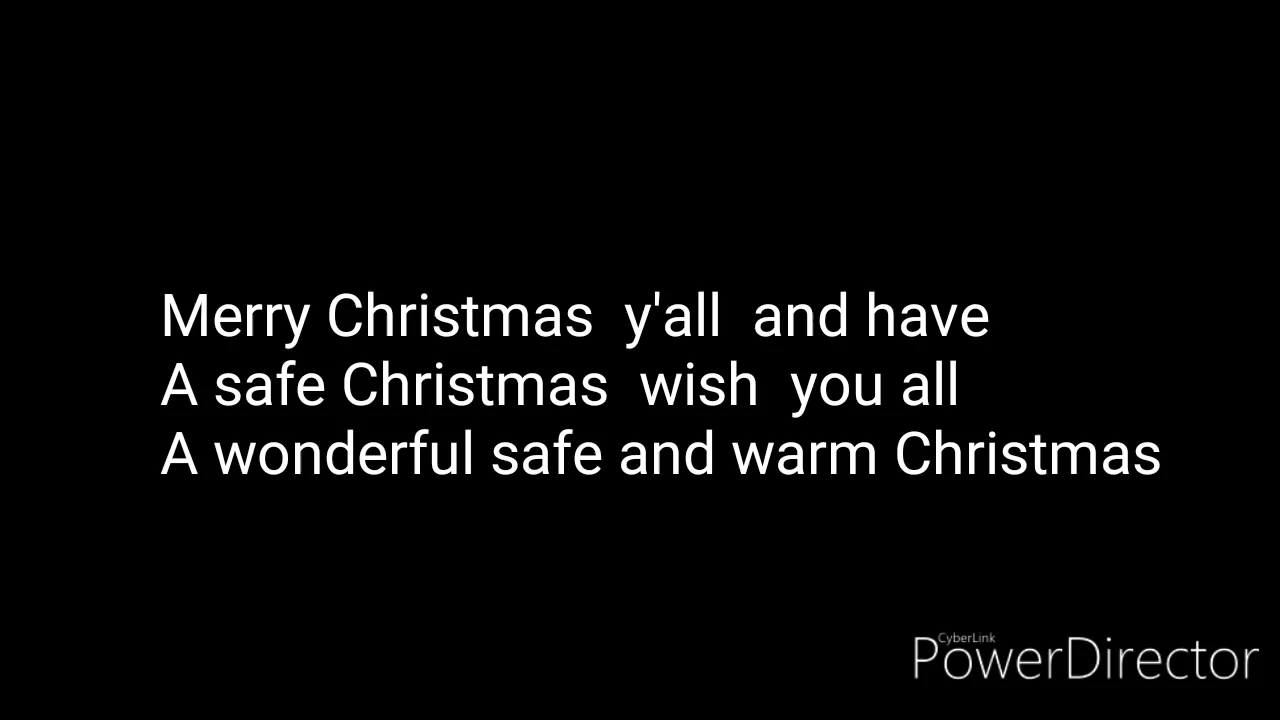 Merry Christmas  y'all  and have
A safe Christmas  wish  you all
A wonderful safe and warm Christmas
CyberLink
PowerDirector